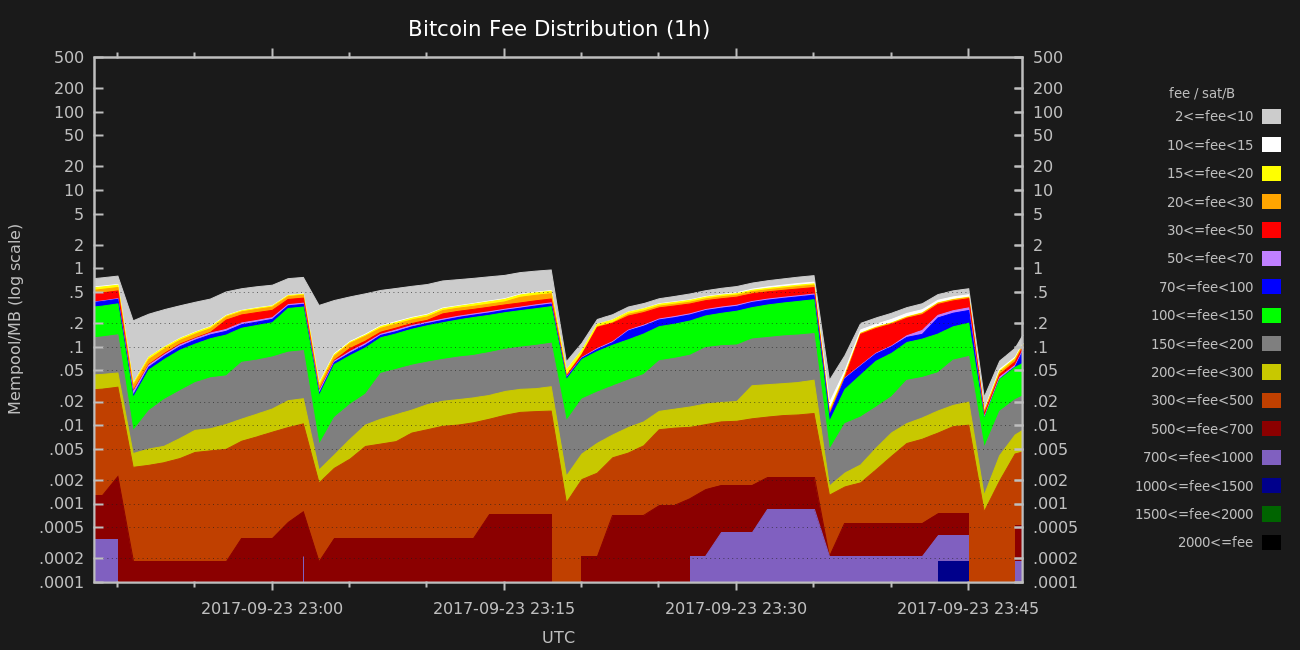 Bitcoin Fee Distribution (1h)
Mempool/MB (log scale)
500
200
100
50
20
10
5
2
1
.5
.2
.1
.05
.02
.01
.005
.002
.001
.0005
.0002
.0001
500
200
100
50
20
10
5
2
1
.5
.2
.1
.05
.02
.01
.005
.002
.001
.0005
.0002
.0001
2017-09-23 23:00
2017-09-23 23:15
2017-09-23 23:30
2017-09-23 23:45
UTC
fee / sat/B
2<=fee<10
10<=fee<15
15<=fee<20
20<=fee<30
30<=fee<50
50<=fee<70
70<=fee<100
100<=fee<150
150<=fee<200
200<=fee<300
300<=fee<500
500<=fee<700
700<=fee<1000
1000<=fee<1500
1500<=fee<2000
2000<=fee